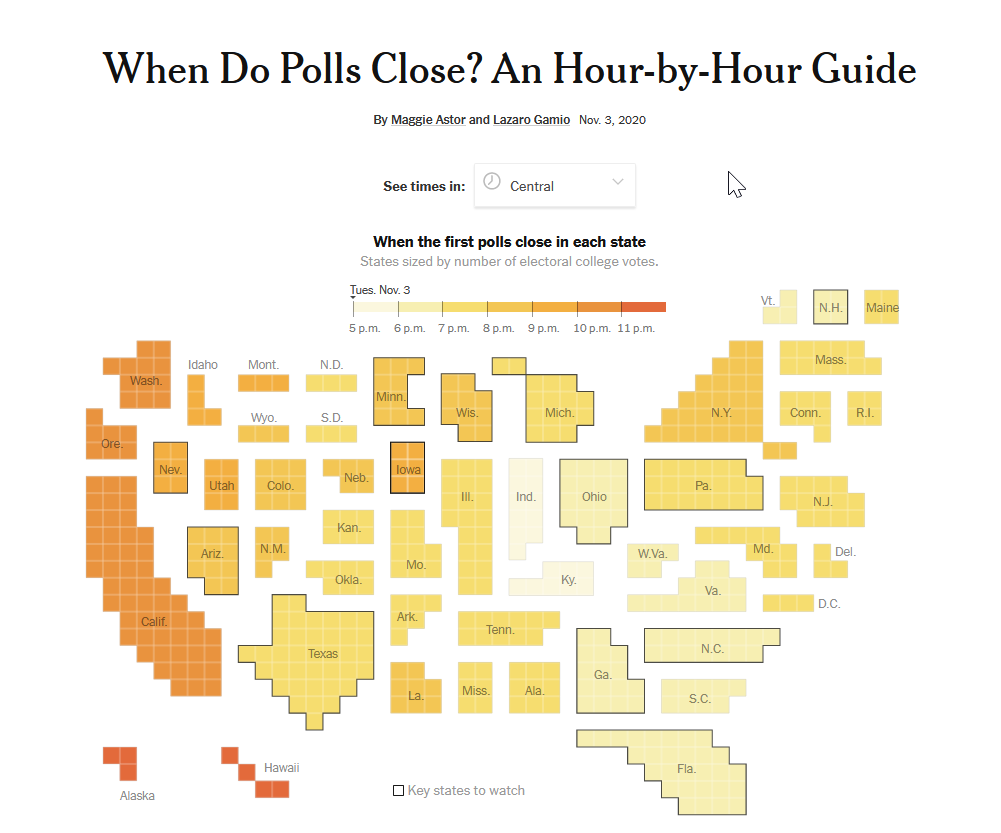 When Do Polls Close? An Hour-by-Hour Guide
By Maggie Astor and Lazaro Gamio Nov. 3, 2020
See times in: Central
When the first polls close in each state
States sized by number of electoral college votes.
Tues. Nov. 3
5 p.m. 6 p.m. 7 p.m. 8 p.m. 9 p.m. 10 p.m. 11 p.m.
Vt. N.H. Maine
Wash. Idaho Mont. N.D. Minn. Wis. Mich. N.Y. Mass.
Ore. Wyo. S.D. Conn. R.I.
Nev. Utah Colo. Neb. Iowa Ill. Ind. Ohio Pa. N.J.
Ariz. N.M. Kan. Mo. W.Va. Md. Del.
Okla. Ky. Va. D.C.
Calif. Texas Ark. Tenn. N.C.
La. Miss. Ala. Ga. S.C.
Alaska Hawaii Fla.
Key states to watch